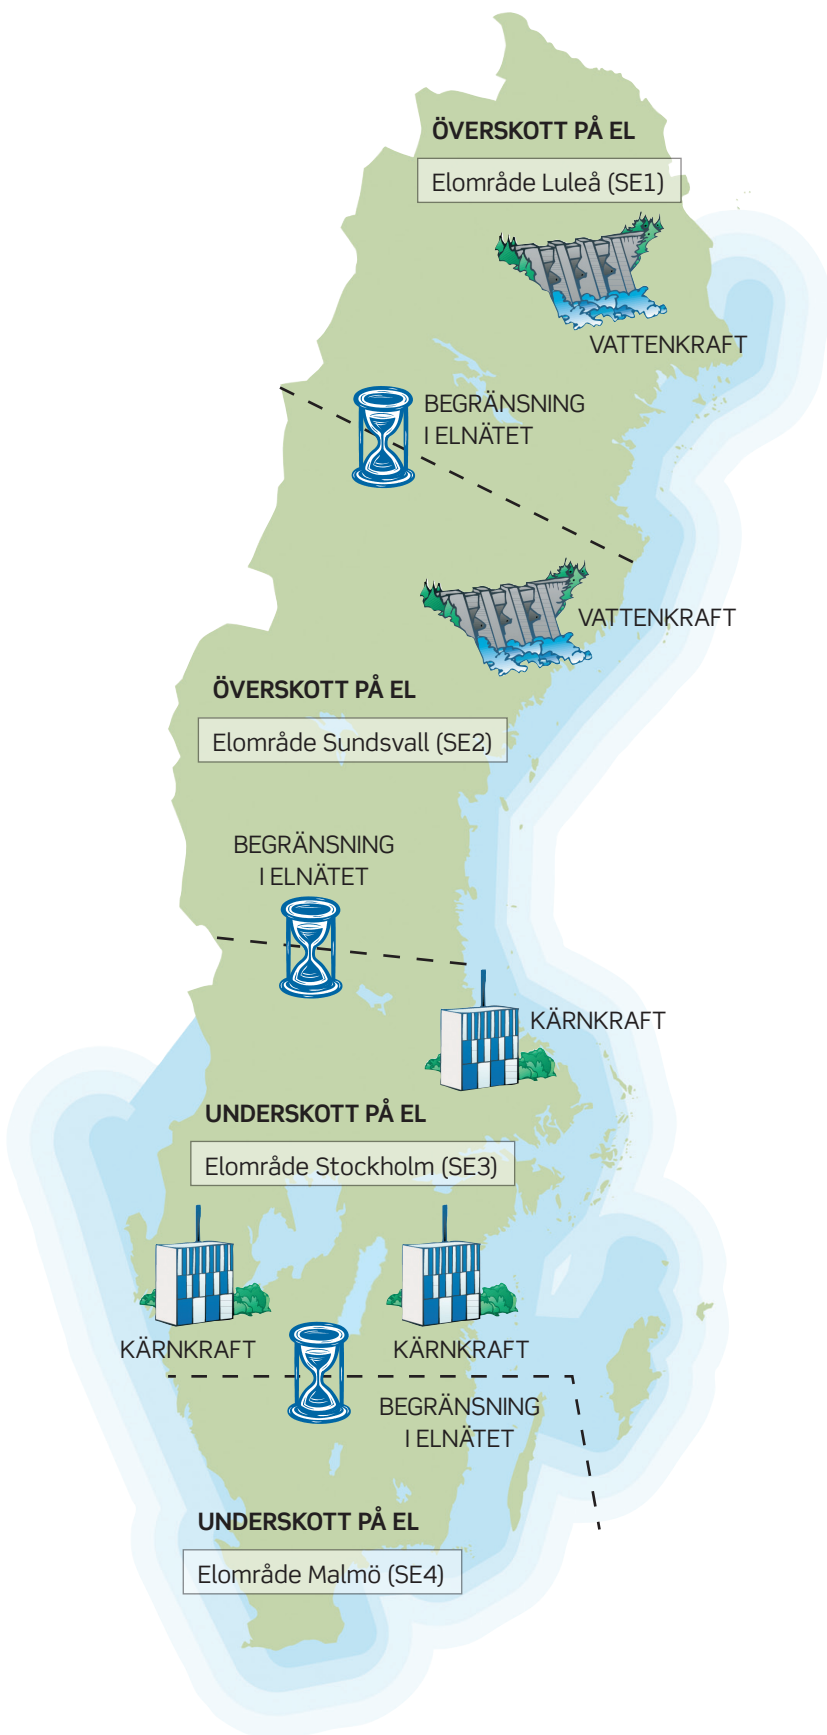 ÖVERSKOTT PÅ EL
Elområde Luleå (SE1)
VATTENKRAFT
BEGRÄNSNING
I ELNÄTET
VATTENKRAFT
ÖVERSKOTT PÅ EL
Elområde Sundsvall (SE2)
BEGRÄNSNING
I ELNÄTET
KÄRNKRAFT
UNDERSKOTT PÅ EL
Elområde Stockholm (SE3)
KÄRNKRAFT
KÄRNKRAFT
BEGRÄNSNING
I ELNÄTET
UNDERSKOTT PÅ EL
Elområde Malmö (SE4)